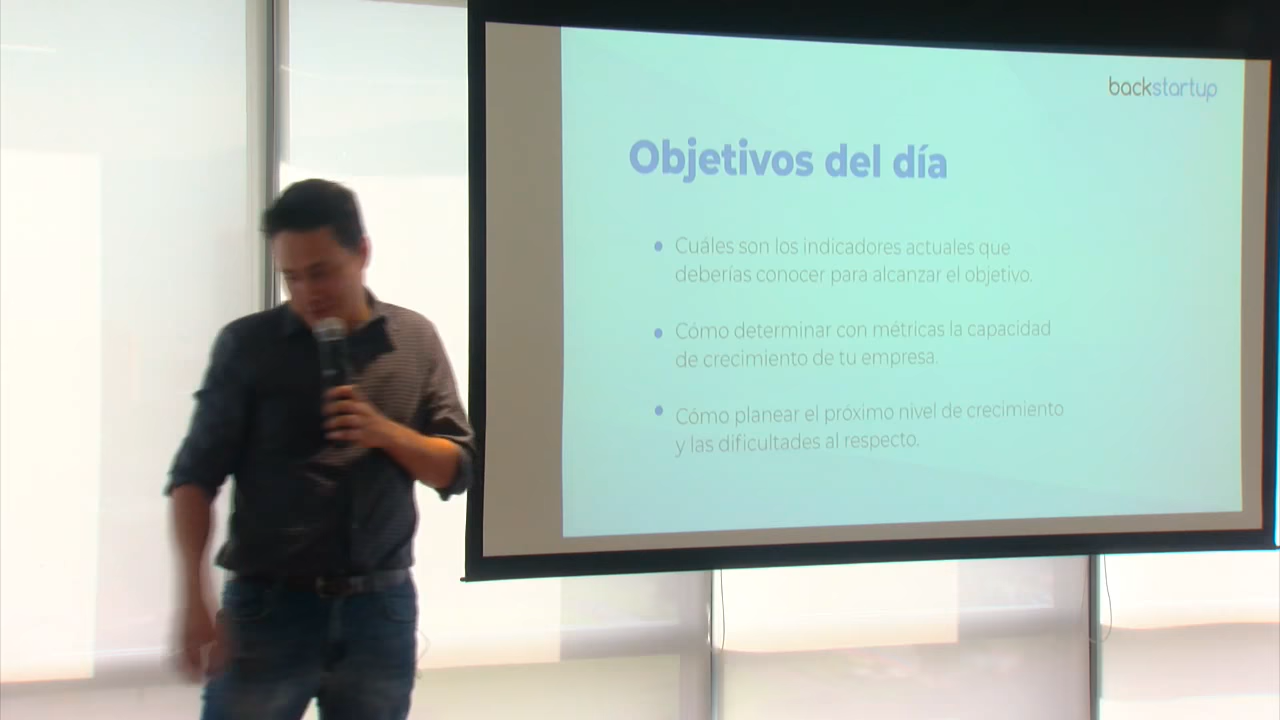 backstartup
Objetivos del día
Cuáles son los indicadores actuales que
deberías conocer para alcanzar el objetivo.
Cómo determinar con métricas la capacidad
de crecimiento de tu empresa.
Cómo planear el próximo nivel de crecimiento
y las dificultades al respecto.